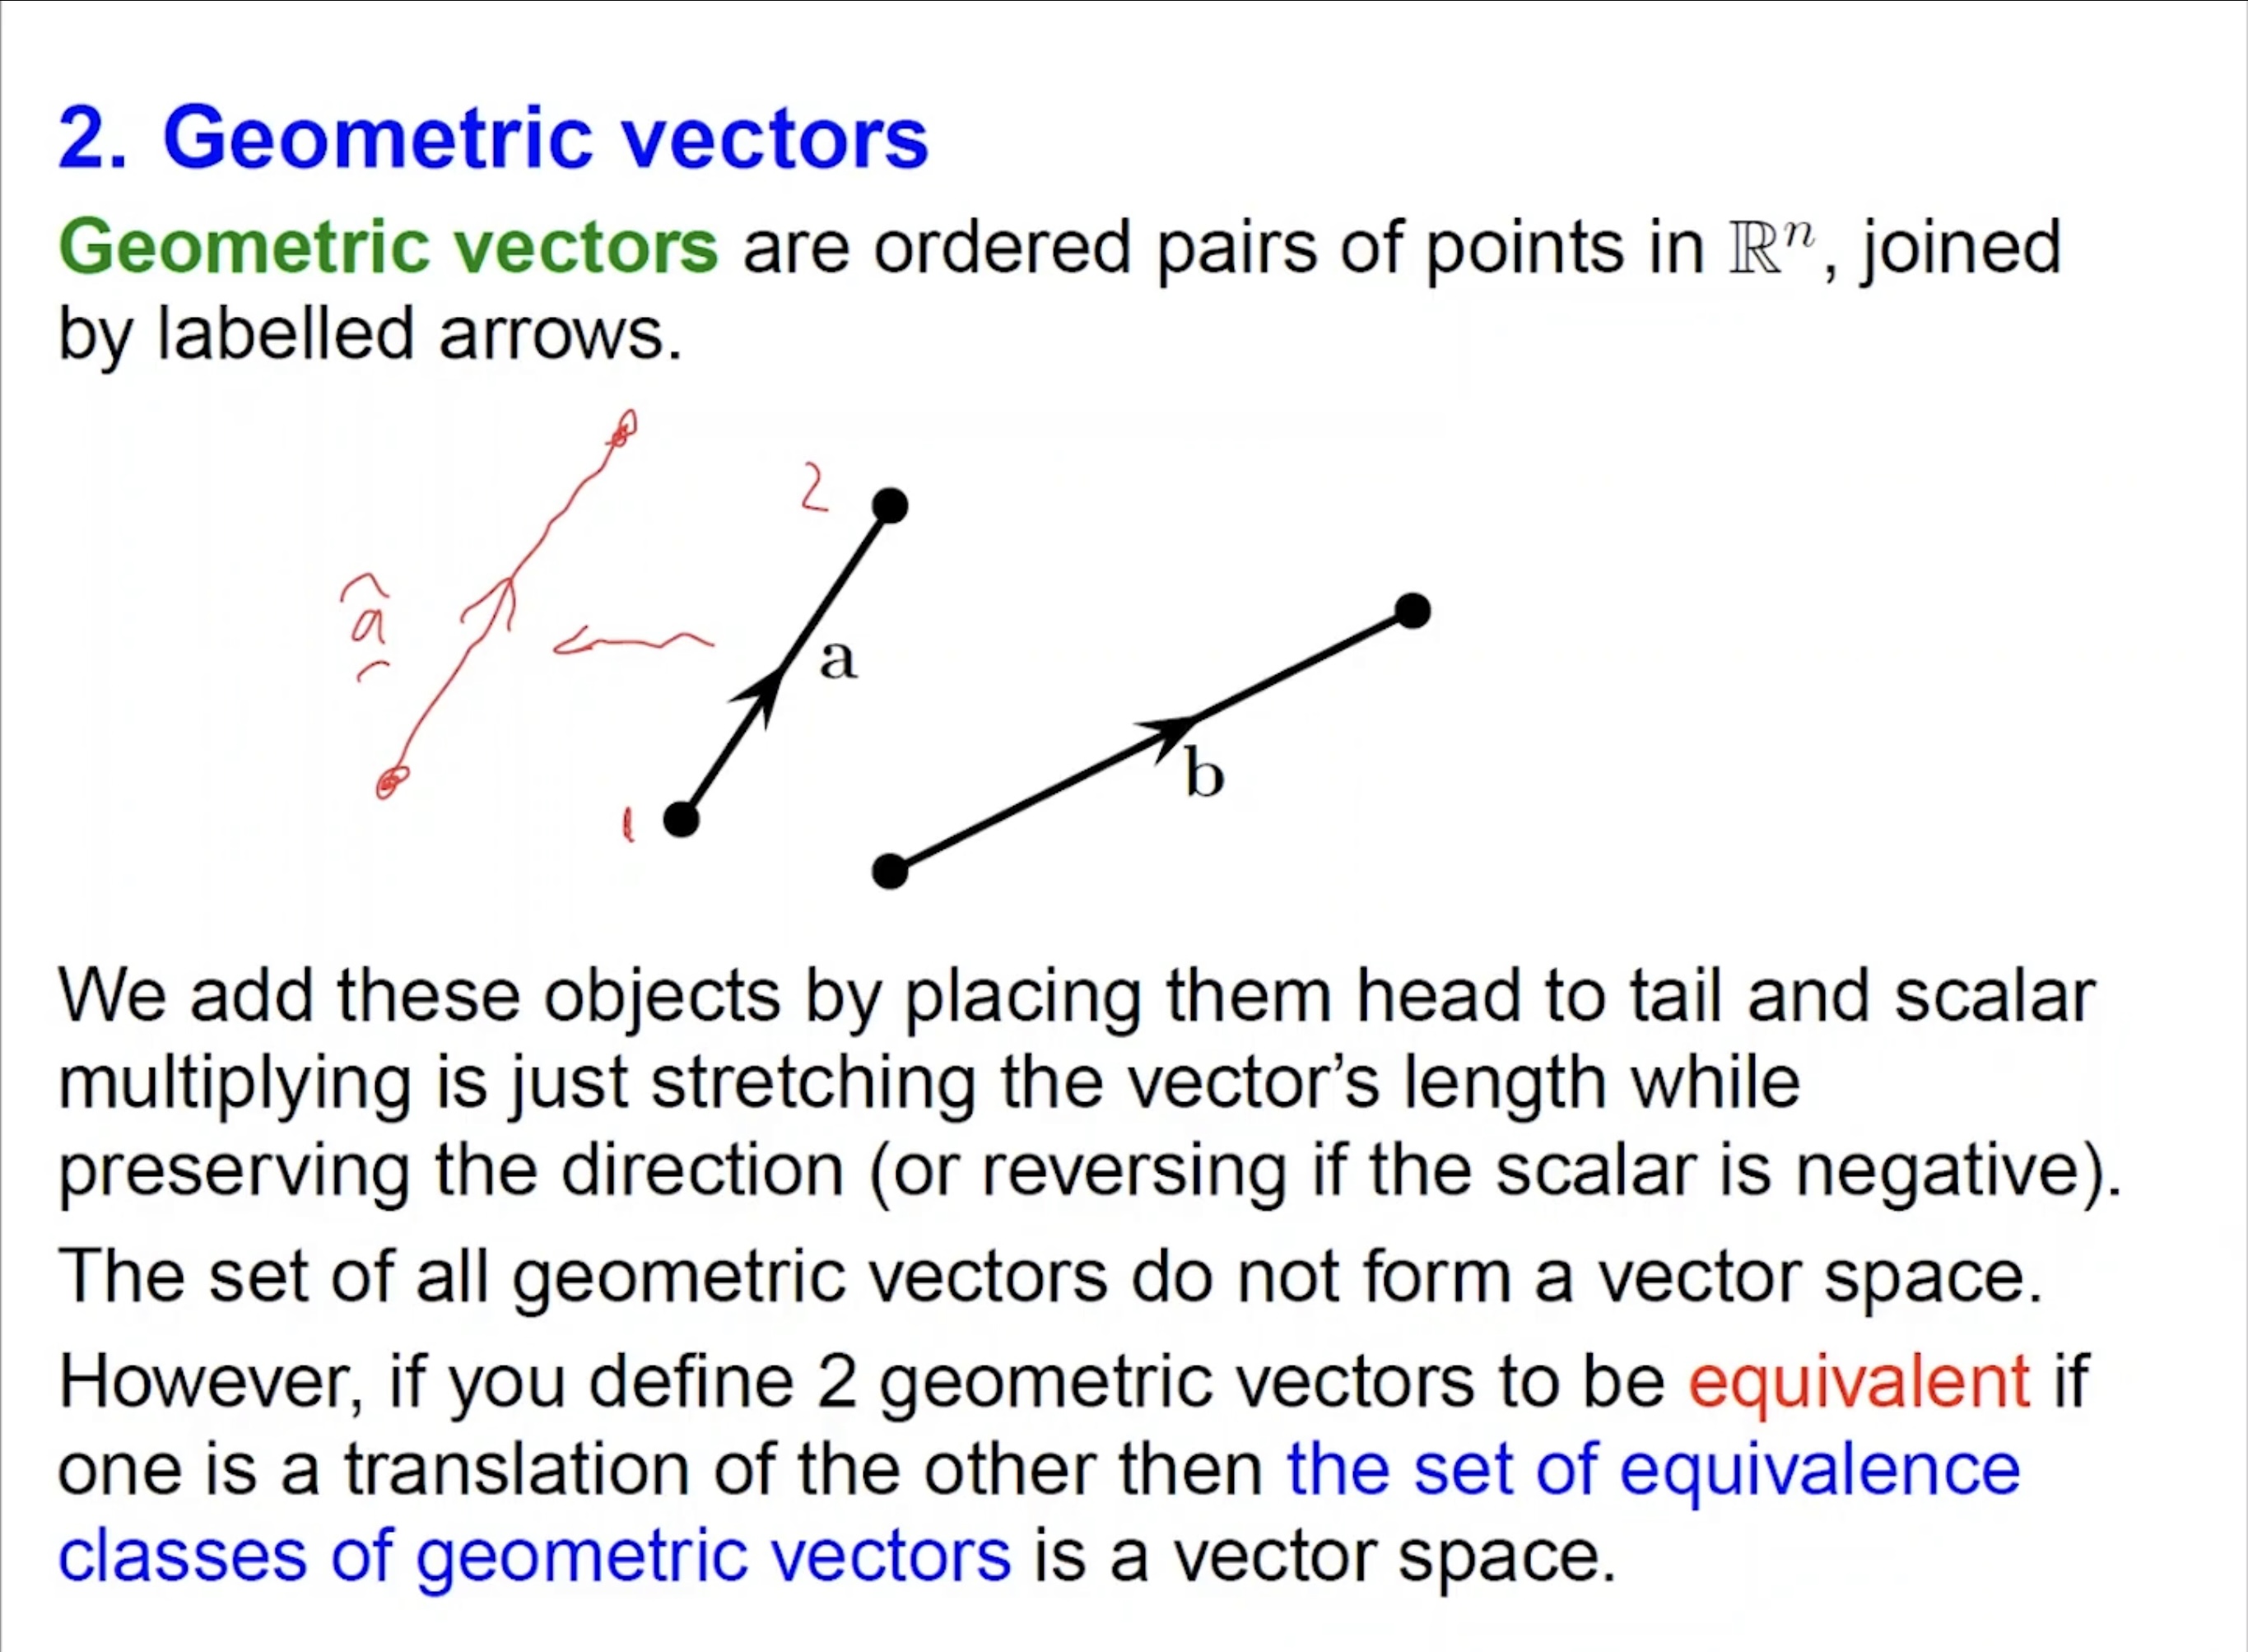 2. Geometric vectors
Geometric vectors are ordered pairs of points in ℝⁿ, joined
by labelled arrows.
2
a
a
b
1
We add these objects by placing them head to tail and scalar
multiplying is just stretching the vector’s length while
preserving the direction (or reversing if the scalar is negative).
The set of all geometric vectors do not form a vector space.
However, if you define 2 geometric vectors to be equivalent if
one is a translation of the other then the set of equivalence
classes of geometric vectors is a vector space.